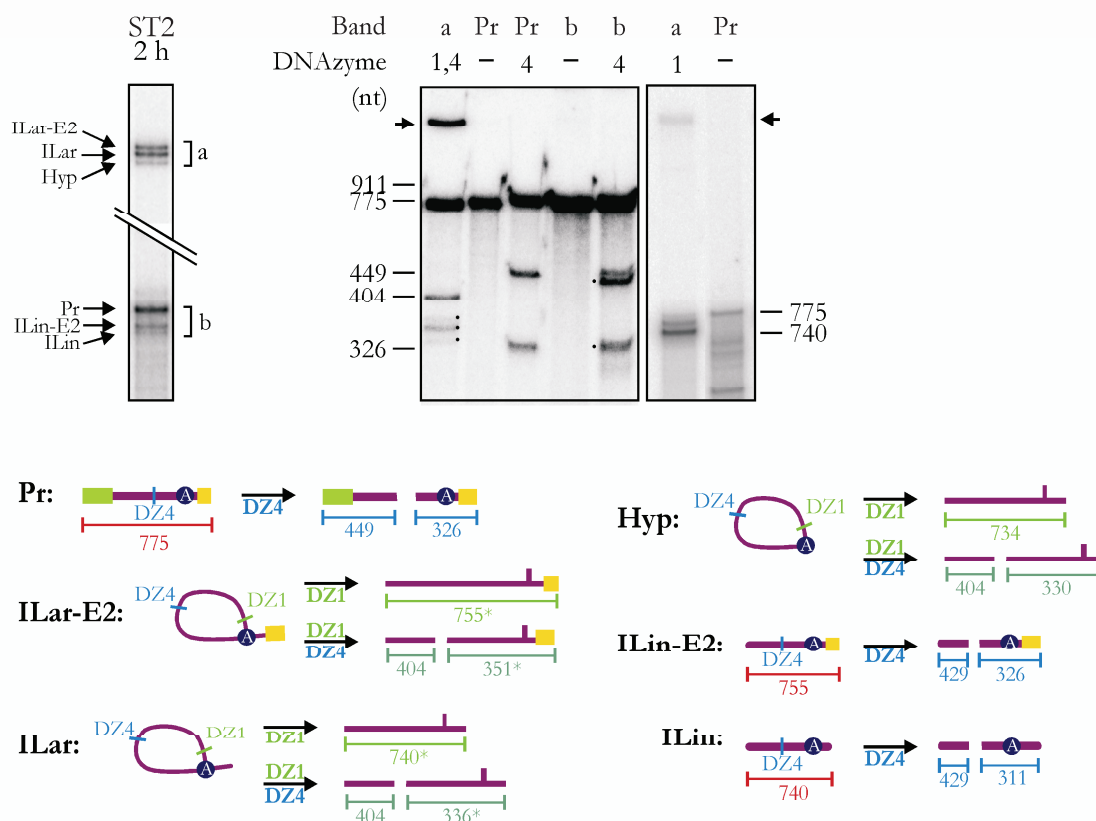 ST2
2 h
ILar-E2
ILar
Hyp
a
Pr
ILin-E2
ILin
b
Band a Pr Pr b b a Pr
DNAzyme 1,4 – 4 – 4 1 –
(nt)
911
775
449
404
326
775
740
Pr:
DZ4
775
DZ4
449 326
ILar-E2:
DZ4
DZ1
A
DZ1
755*
DZ1
DZ4
404 351*
ILar:
DZ4
DZ1
A
DZ1
740*
DZ1
DZ4
404 336*
Hyp:
DZ4
DZ1
A
DZ1
734
DZ1
DZ4
404 330
ILin-E2:
A
DZ4
755
DZ4
A
429 326
ILin:
A
DZ4
740
DZ4
A
429 311